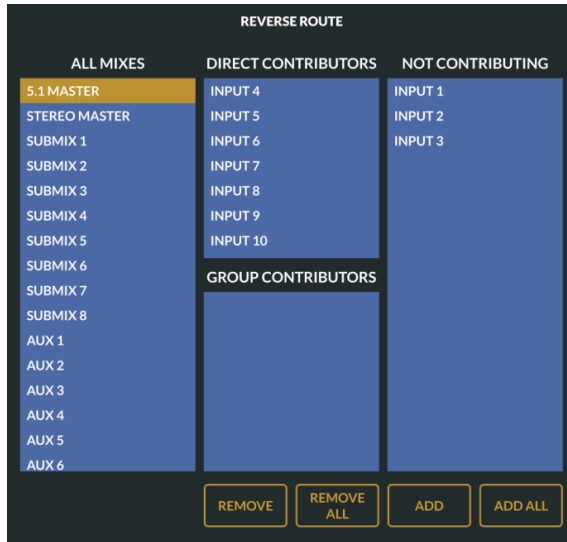 REVERSE ROUTE
ALL MIXES
5.1 MASTER
STEREO MASTER
SUBMIX 1
SUBMIX 2
SUBMIX 3
SUBMIX 4
SUBMIX 5
SUBMIX 6
SUBMIX 7
SUBMIX 8
AUX 1
AUX 2
AUX 3
AUX 4
AUX 5
AUX 6
DIRECT CONTRIBUTORS
INPUT 4
INPUT 5
INPUT 6
INPUT 7
INPUT 8
INPUT 9
INPUT 10
GROUP CONTRIBUTORS
REMOVE
REMOVE
ALL
NOT CONTRIBUTING
INPUT 1
INPUT 2
INPUT 3
ADD
ADD ALL